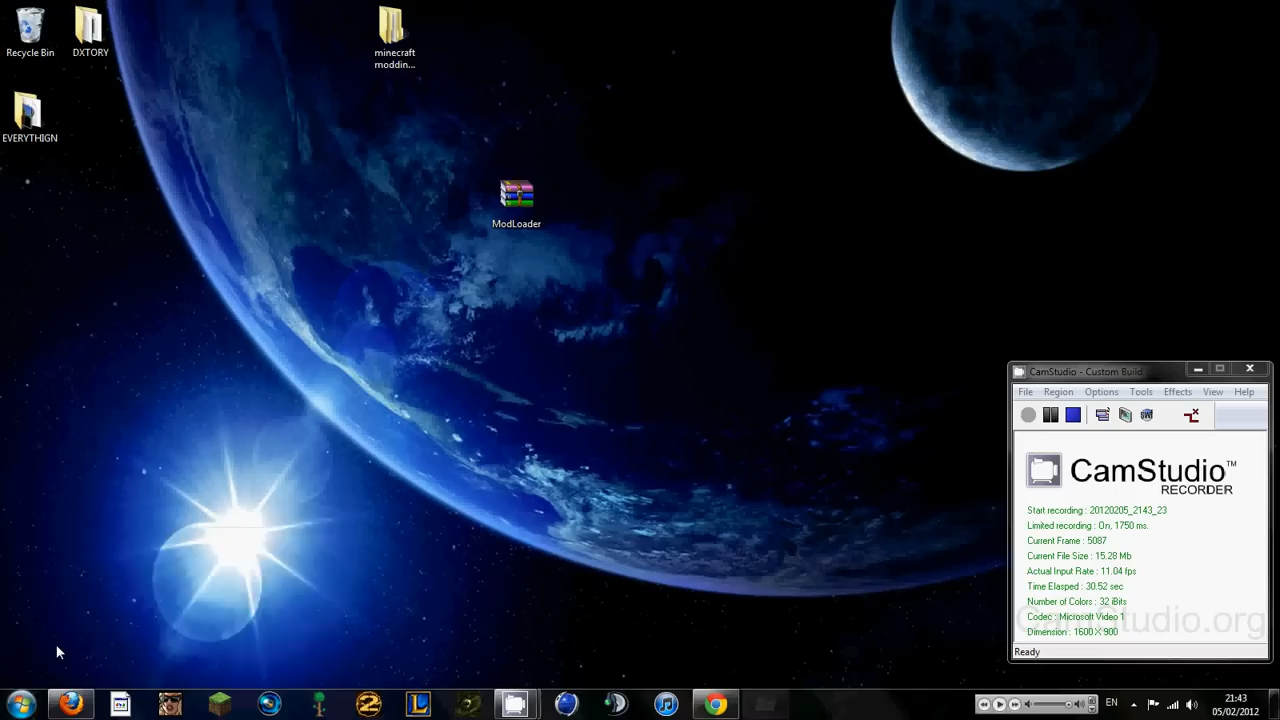 Recycle Bin
DXTORY
minecraft
moddin...
EVERYTHIGN
ModLoader
CamStudio - Custom Build
File Region Options Tools Effects View Help
CamStudio™
RECORDER
Start recording : 20120205_2143_23
Limited recording : On, 1750 ms.
Current Frame : 5087
Current File Size : 15.28 Mb
Actual Input Rate : 11.04 fps
Time Elasped : 30.52 sec
Number of Colors : 32 iBits
Codec : Microsoft Video 1
Dimension : 1600 X 900
CamStudio.org
Ready
EN
21:43
05/02/2012